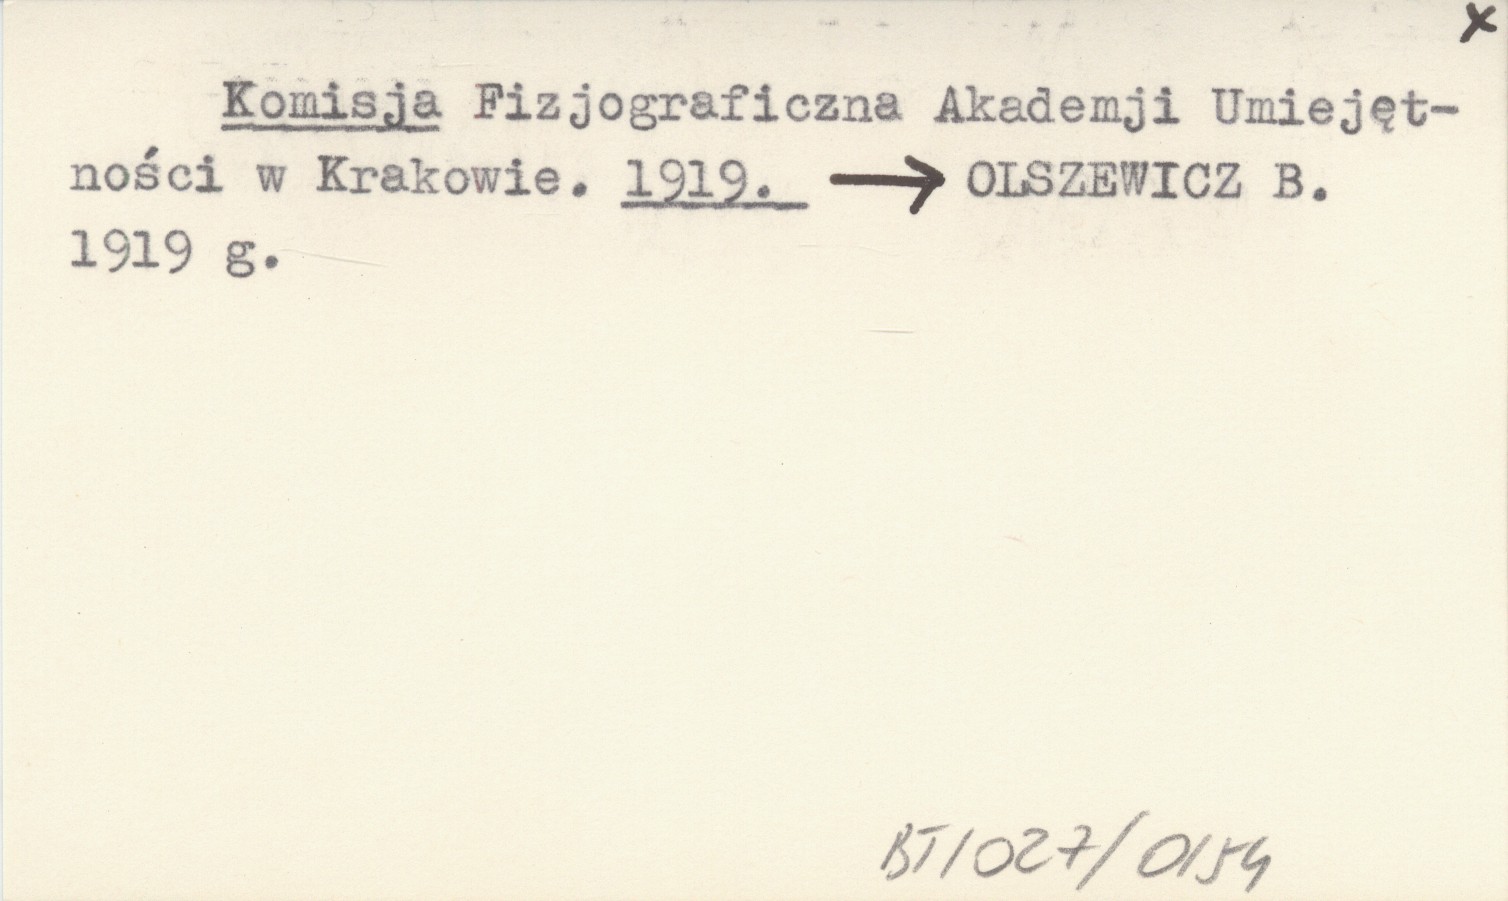 x
Komisja Fizjograficzna Akademji Umiejęt-
ności w Krakowie. 1919. → OLSZEWICZ B.
1919 g.
BT/027/0154